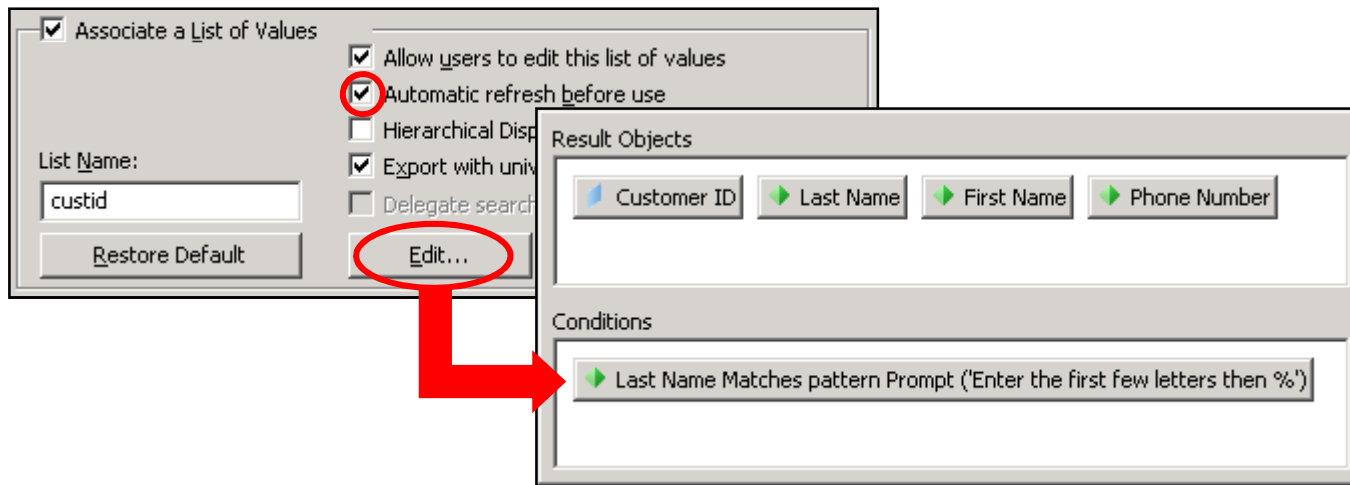 Associate a List of Values
Allow users to edit this list of values
Automatic refresh before use
Hierarchical Disp
List Name:
Export with univ
custid
Delegate search
Restore Default
Edit...
Result Objects
Customer ID
Last Name
First Name
Phone Number
Conditions
Last Name Matches pattern Prompt ('Enter the first few letters then %')